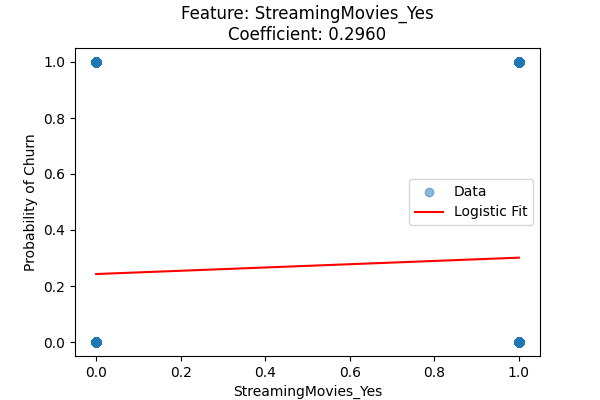 Feature: StreamingMovies_Yes
Coefficient: 0.2960
Probability of Churn
1.0
0.8
0.6
0.4
0.2
0.0
Data
Logistic Fit
0.0 0.2 0.4 0.6 0.8 1.0
StreamingMovies_Yes